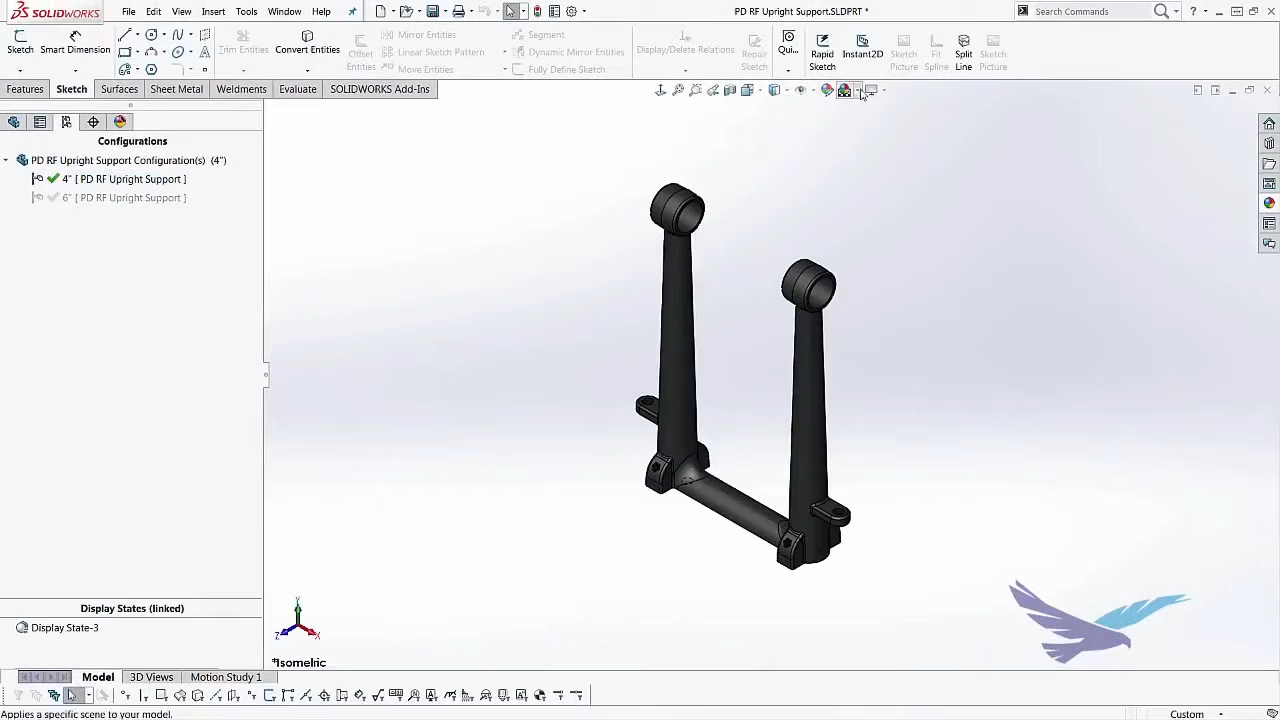 SOLIDWORKS File Edit View Insert Tools Window Help PD RF Upright Support.SLDPRT * Search Commands
Sketch Smart Dimension Trim Entities Convert Entities Offset Entities Mirror Entities Linear Sketch Pattern Move Entities Segment Dynamic Mirror Entities Fully Define Sketch Display/Delete Relations Repair Sketch Qui... Rapid Sketch Instant2D Sketch Picture Fit Spline Split Line Sketch Picture
Features Sketch Surfaces Sheet Metal Weldments Evaluate SOLIDWORKS Add-Ins
Configurations
PD RF Upright Support Configuration(s) (4")
4" [ PD RF Upright Support ]
6" [ PD RF Upright Support ]
Display States (linked)
Display State-3
Y
Z X
*Isometric
Model 3D Views Motion Study 1
Applies a specific scene to your model. Custom